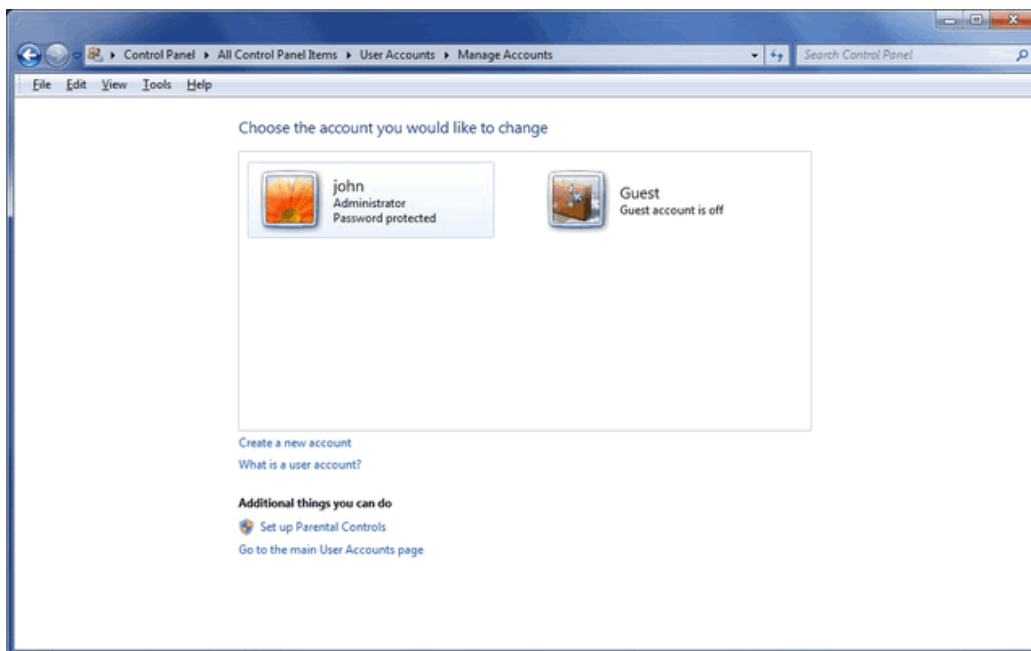 Control Panel All Control Panel Items User Accounts Manage Accounts
Search Control Panel
File Edit View Tools Help
Choose the account you would like to change
john
Administrator
Password protected
Guest
Guest account is off
Create a new account
What is a user account?
Additional things you can do
Set up Parental Controls
Go to the main User Accounts page